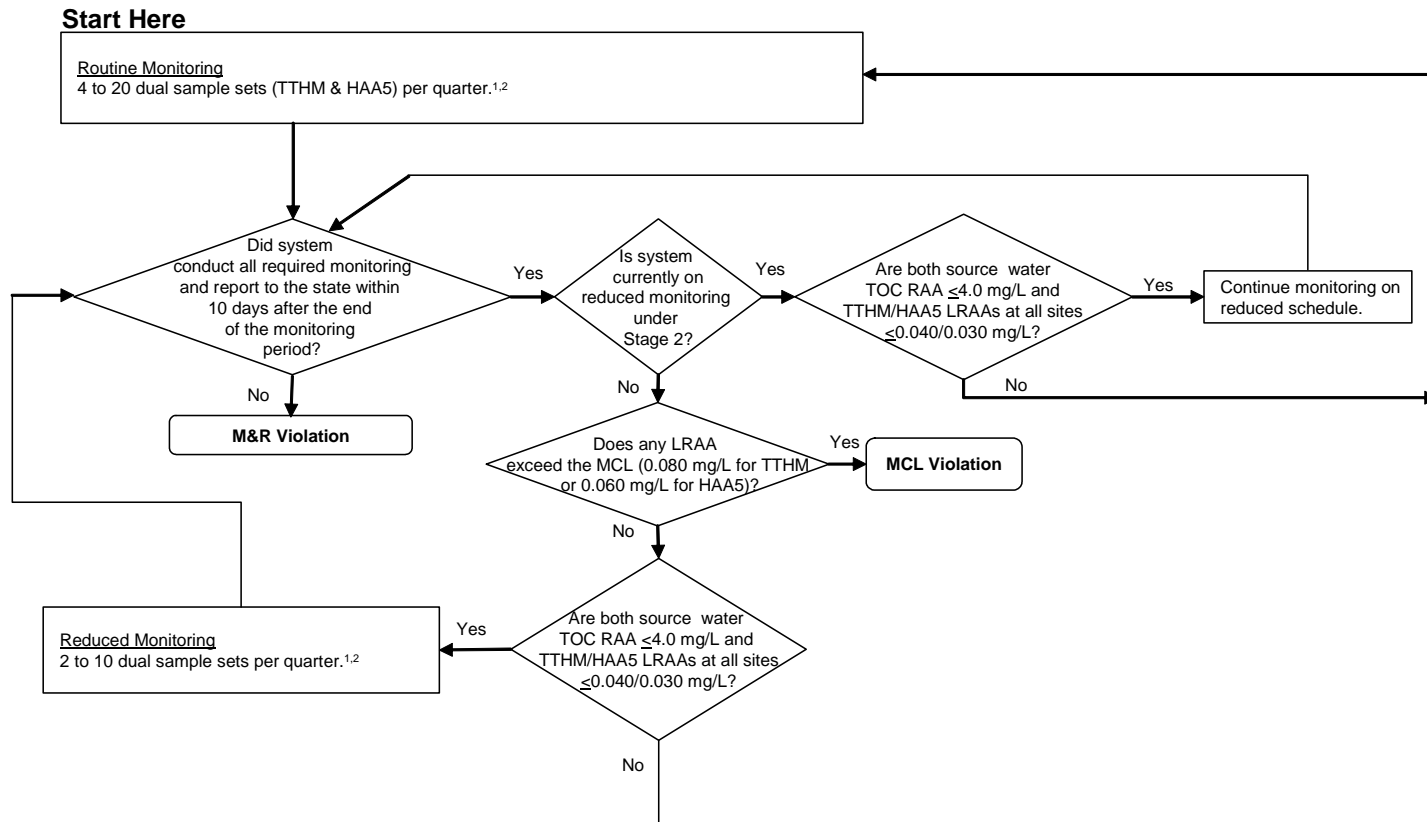 Start Here
Routine Monitoring
4 to 20 dual sample sets (TTHM & HAA5) per quarter.1,2
Did system
conduct all required monitoring
and report to the state within
10 days after the end
of the monitoring
period?
Yes
Is system
currently on
reduced monitoring
under
Stage 2?
Yes
Are both source water
TOC RAA ≤4.0 mg/L and
TTHM/HAA5 LRAAs at all sites
≤0.040/0.030 mg/L?
Yes
Continue monitoring on
reduced schedule.
No
No
No
M&R Violation
Does any LRAA
exceed the MCL (0.080 mg/L for TTHM
or 0.060 mg/L for HAA5)?
Yes
MCL Violation
No
Reduced Monitoring
2 to 10 dual sample sets per quarter.1,2
Yes
Are both source water
TOC RAA ≤4.0 mg/L and
TTHM/HAA5 LRAAs at all sites
≤0.040/0.030 mg/L?
No